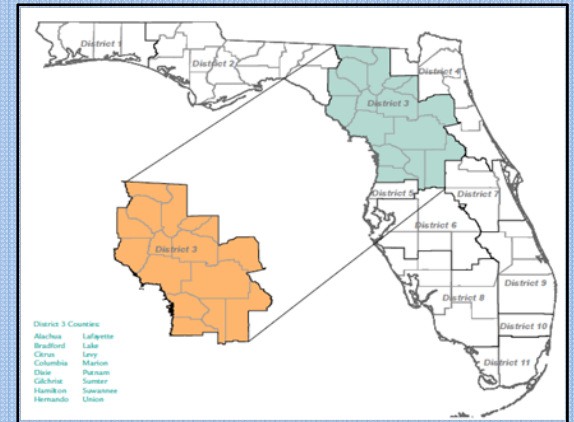 District 1
District 2
District 4
District 3
District 5
District 7
District 6
District 3
District 9
District 8
District 10
District 11
District 3 Counties:
Alachua Lafayette
Bradford Lake
Citrus Levy
Columbia Marion
Dixie Putnam
Gilchrist Sumter
Hamilton Suwannee
Hernando Union